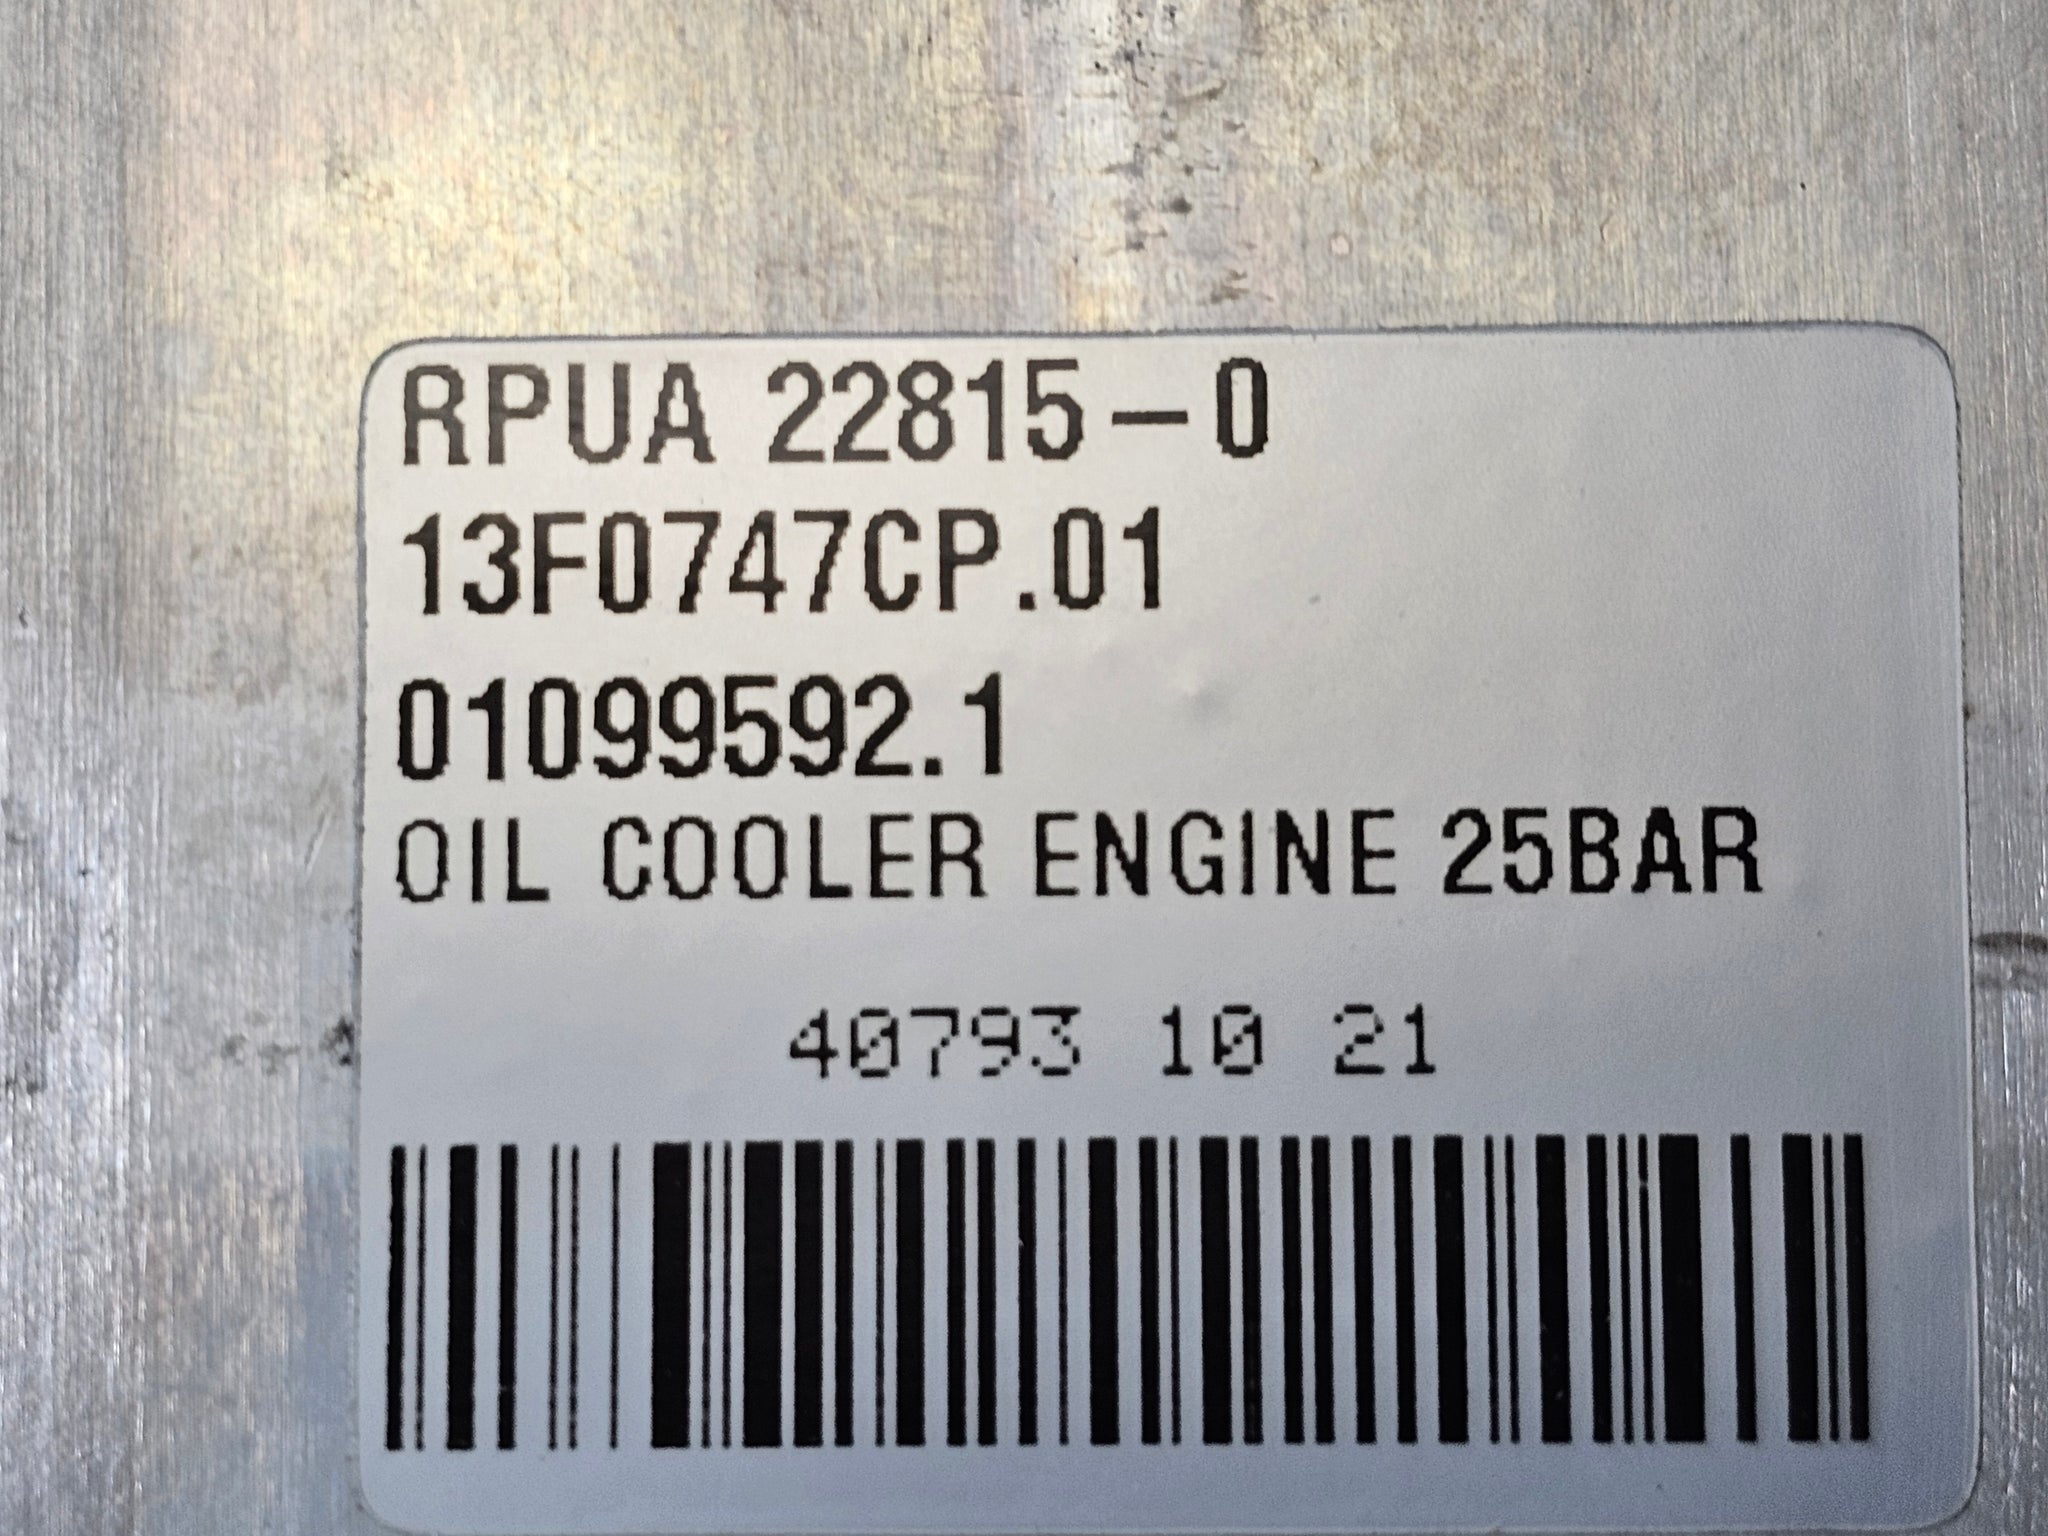 RPUA 22815-0
13F0747CP.01
01099592.1
OIL COOLER ENGINE 25BAR
40793 10 21